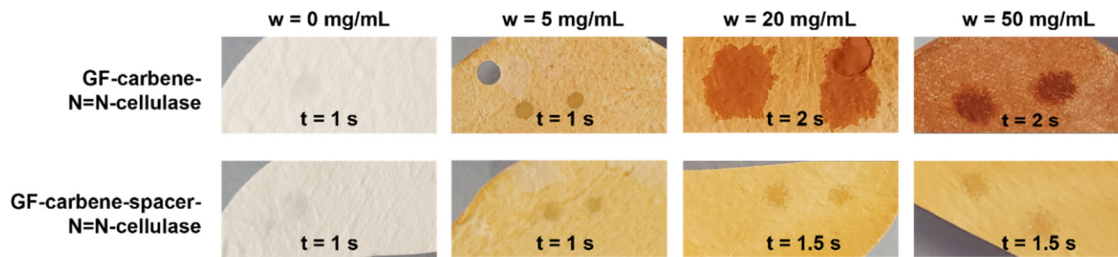 w = 0 mg/mL w = 5 mg/mL w = 20 mg/mL w = 50 mg/mL
GF-carbene-
N=N-cellulase
t = 1 s t = 1 s t = 2 s t = 2 s
GF-carbene-spacer-
N=N-cellulase
t = 1 s t = 1 s t = 1.5 s t = 1.5 s